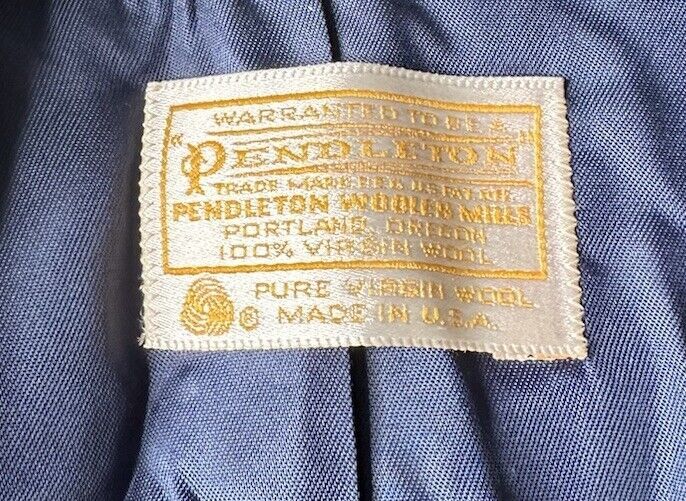 WARRANTED TO BE A
"PENDLETON"
TRADE MARK REG. U.S. PAT. OFF.
PENDLETON WOOLEN MILLS
PORTLAND, OREGON
100% VIRGIN WOOL
PURE VIRGIN WOOL
® MADE IN U.S.A.